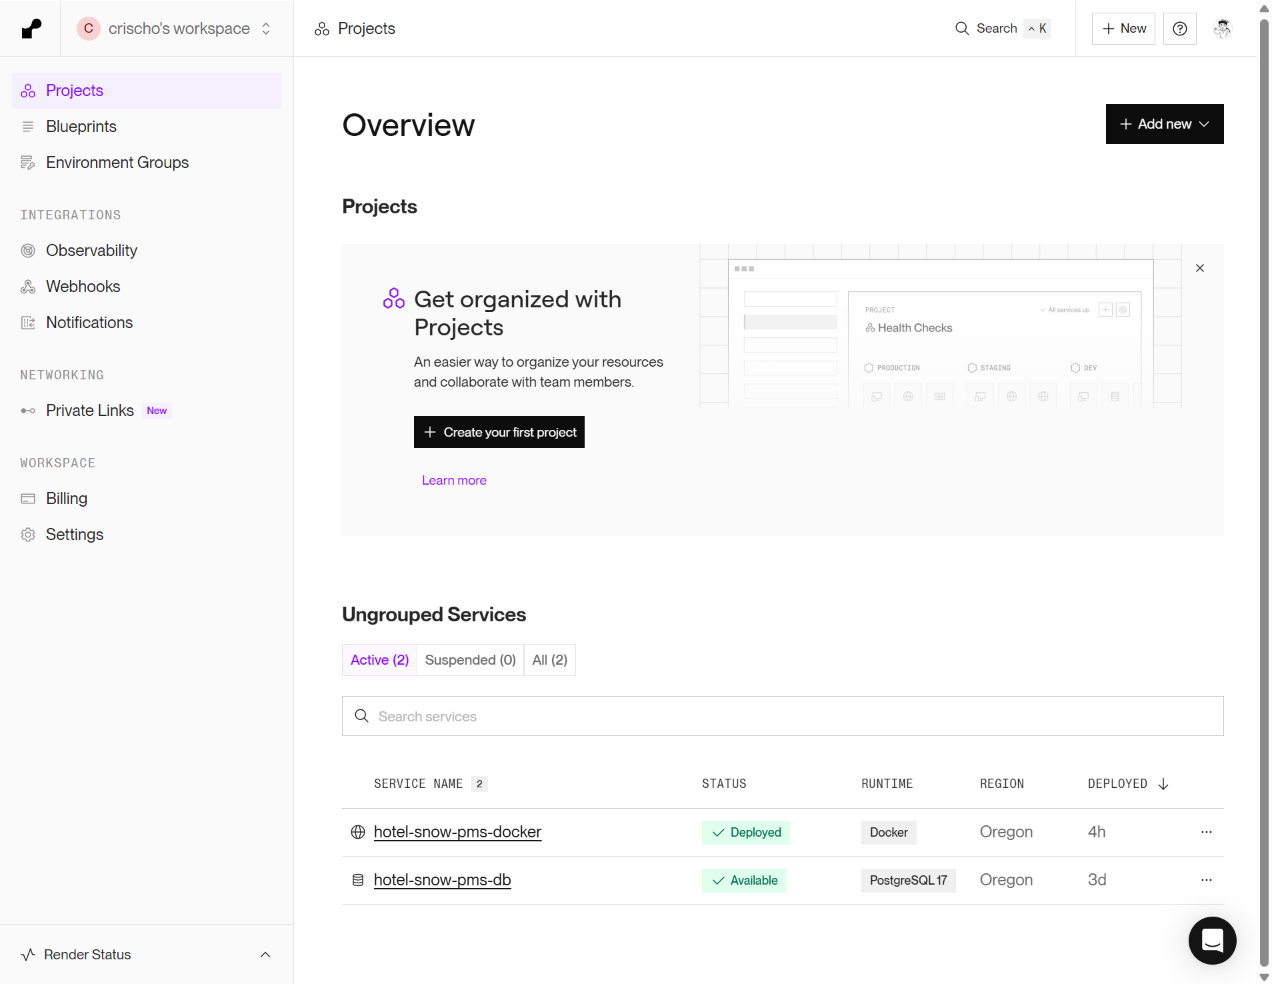 C crischo's workspace
Projects
Search ^ K
+ New
Projects
Blueprints
Environment Groups
INTEGRATIONS
Observability
Webhooks
Notifications
NETWORKING
Private Links New
WORKSPACE
Billing
Settings
Render Status
Overview
+ Add new
Projects
Get organized with
Projects
An easier way to organize your resources
and collaborate with team members.
+ Create your first project
Learn more
PROJECT
All services up
Health Checks
PRODUCTION STAGING DEV
Ungrouped Services
Active (2) Suspended (0) All (2)
Search services
SERVICE NAME 2 STATUS RUNTIME REGION DEPLOYED
hotel-snow-pms-docker Deployed Docker Oregon 4h
hotel-snow-pms-db Available PostgreSQL 17 Oregon 3d